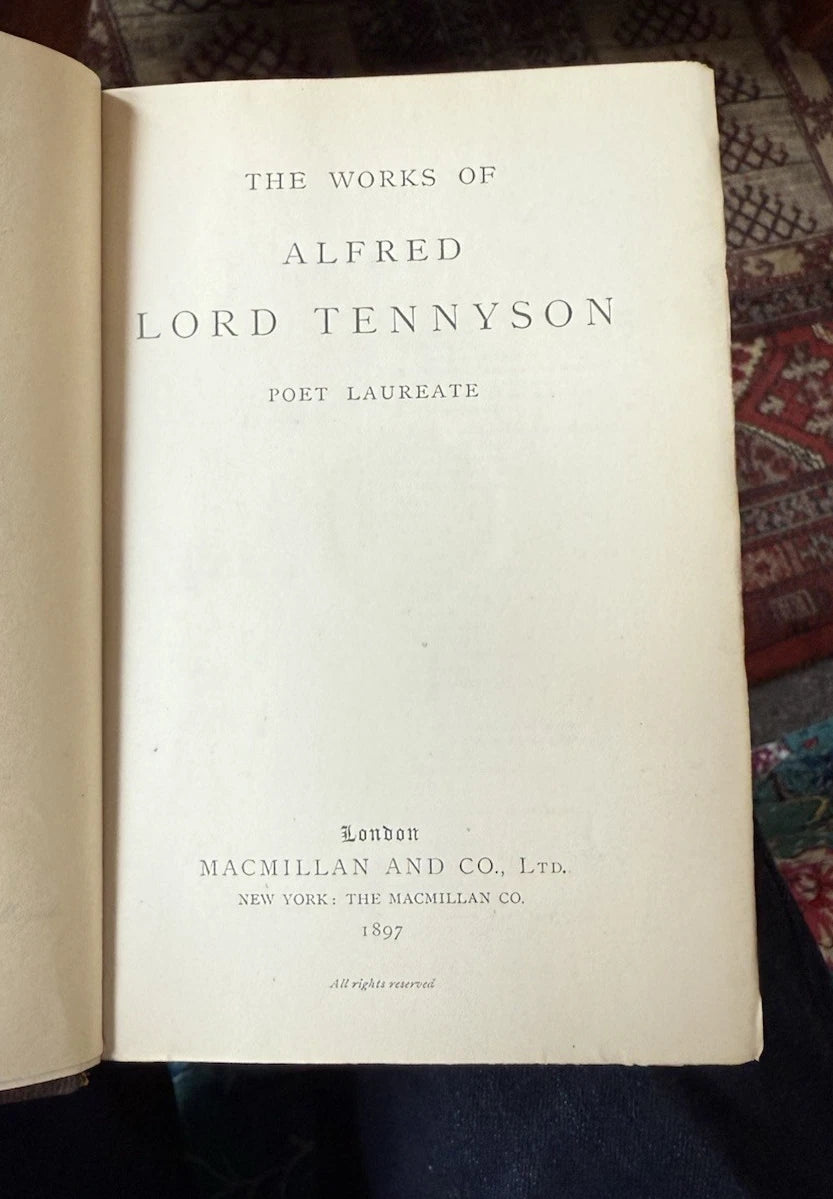 THE WORKS OF
ALFRED
LORD TENNYSON
POET LAUREATE
London
MACMILLAN AND CO., LTD.
NEW YORK: THE MACMILLAN CO.
1897
All rights reserved